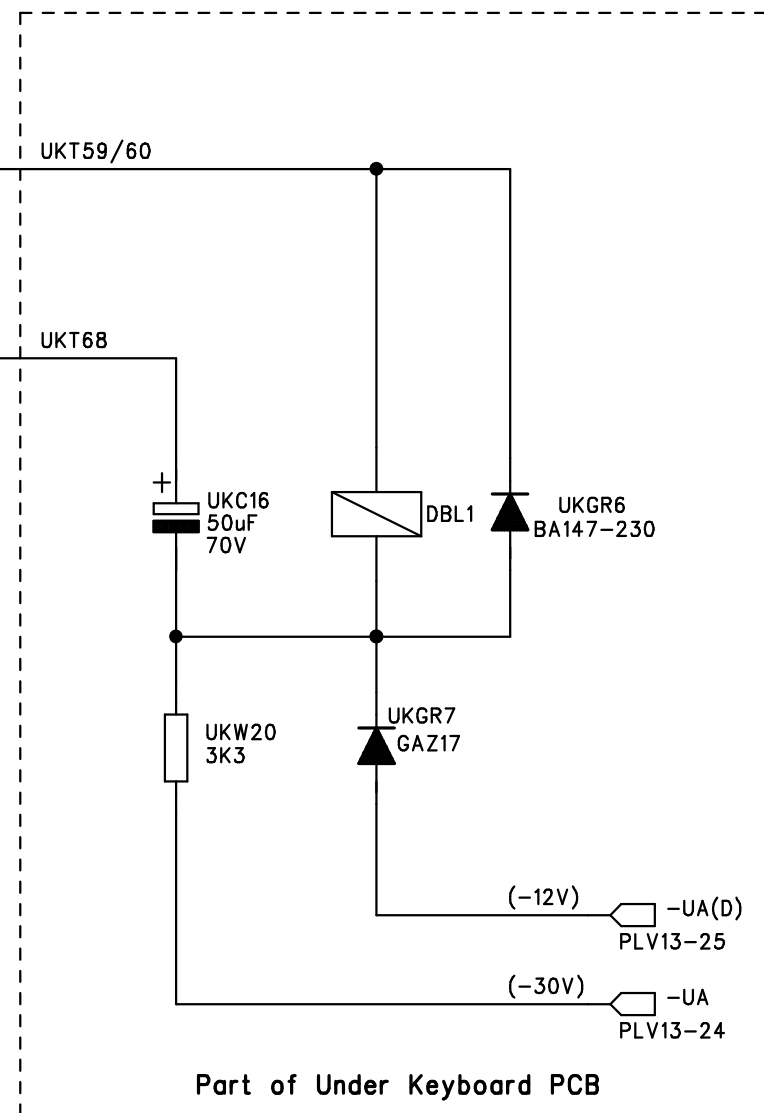 UKT59/60
UKT68
+
UKC16
50uF
70V
DBL1
UKGR6
BA147-230
UKW20
3K3
UKGR7
GAZ17
(-12V)
-UA(D)
PLV13-25
(-30V)
-UA
PLV13-24
Part of Under Keyboard PCB